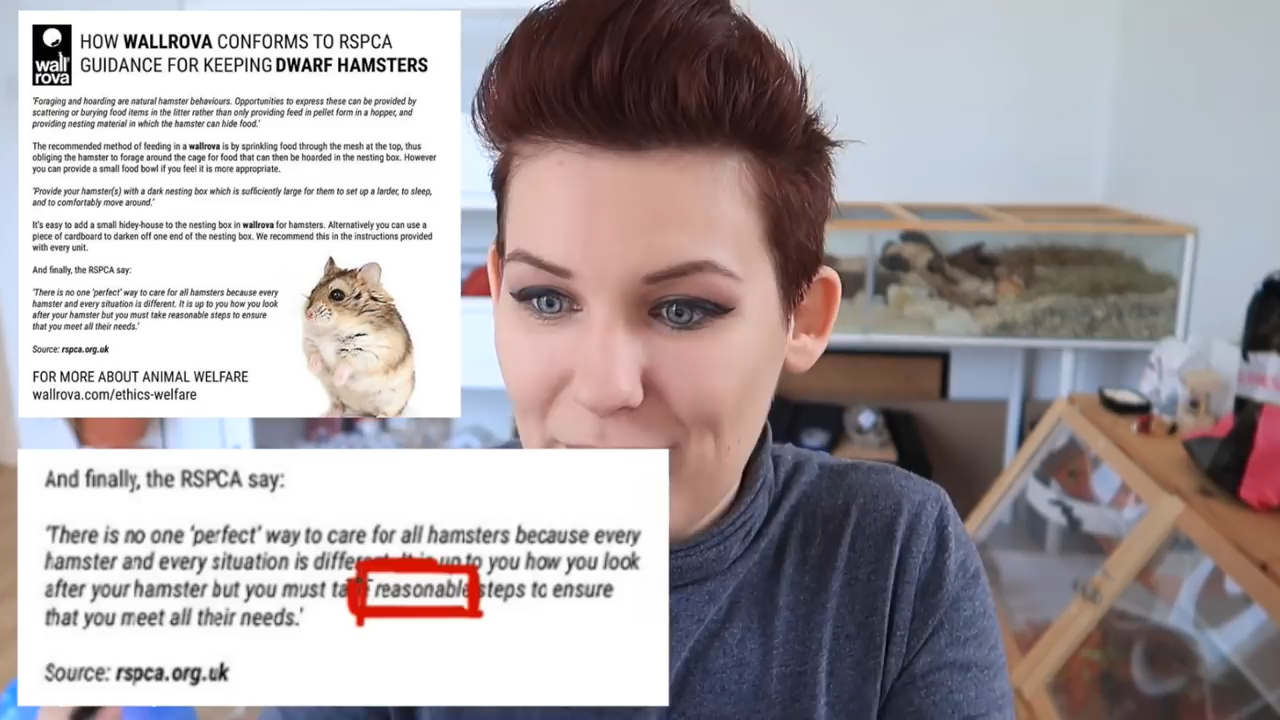 wall
rova
HOW WALLROVA CONFORMS TO RSPCA
GUIDANCE FOR KEEPING DWARF HAMSTERS
'Foraging and hoarding are natural hamster behaviours. Opportunities to express these can be provided by
scattering or burying food items in the litter rather than only providing feed in pellet form in a hopper, and
providing nesting material in which the hamster can hide food.'
The recommended method of feeding in a wallrova is by sprinkling food through the mesh at the top, thus
obliging the hamster to forage around the cage for food that can then be hoarded in the nesting box. However
you can provide a small food bowl if you feel it is more appropriate.
'Provide your hamster(s) with a dark nesting box which is sufficiently large for them to set up a larder, to sleep,
and to comfortably move around.'
It's easy to add a small hidey-house to the nesting box in wallrova for hamsters. Alternatively you can use a
piece of cardboard to darken off one end of the nesting box. We recommend this in the instructions provided
with every unit.
And finally, the RSPCA say:
'There is no one 'perfect' way to care for all hamsters because every
hamster and every situation is different. It is up to you how you look
after your hamster but you must take reasonable steps to ensure
that you meet all their needs.'
Source: rspca.org.uk
FOR MORE ABOUT ANIMAL WELFARE
wallrova.com/ethics-welfare
And finally, the RSPCA say:
'There is no one 'perfect' way to care for all hamsters because every
hamster and every situation is different. It is up to you how you look
after your hamster but you must take reasonable steps to ensure
that you meet all their needs.'
Source: rspca.org.uk